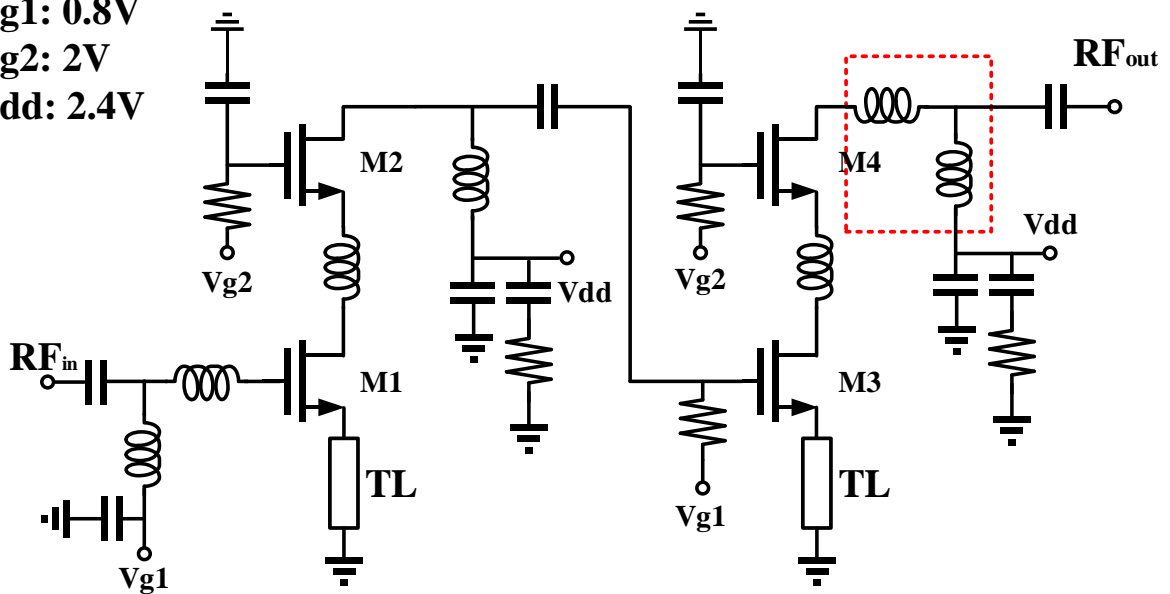 g1: 0.8V
g2: 2V
dd: 2.4V
RFout
M2
M4
Vdd
Vg2
Vdd
Vg2
RFin
M1
M3
TL
TL
Vg1
Vg1